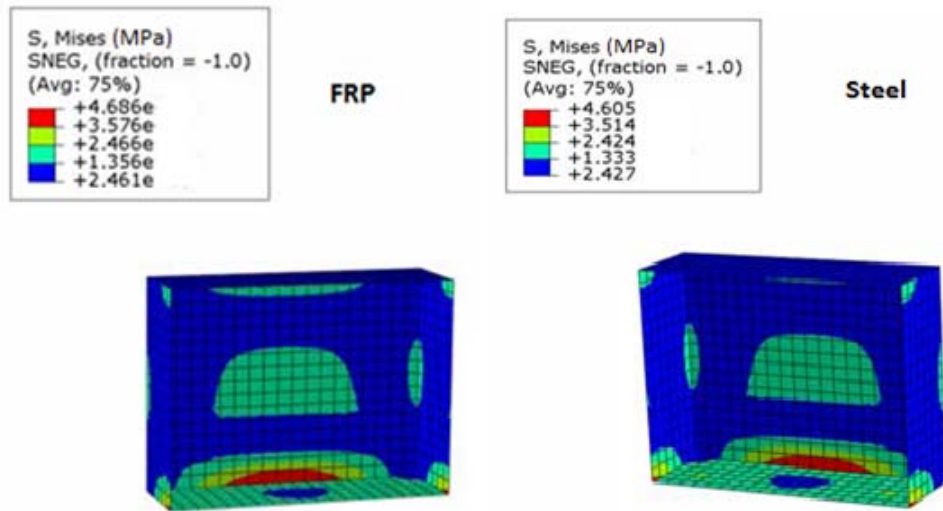 S, Mises (MPa)
SNEG, (fraction = -1.0)
(Avg: 75%)
+4.686e
+3.576e
+2.466e
+1.356e
+2.461e
FRP
S, Mises (MPa)
SNEG, (fraction = -1.0)
(Avg: 75%)
+4.605
+3.514
+2.424
+1.333
+2.427
Steel